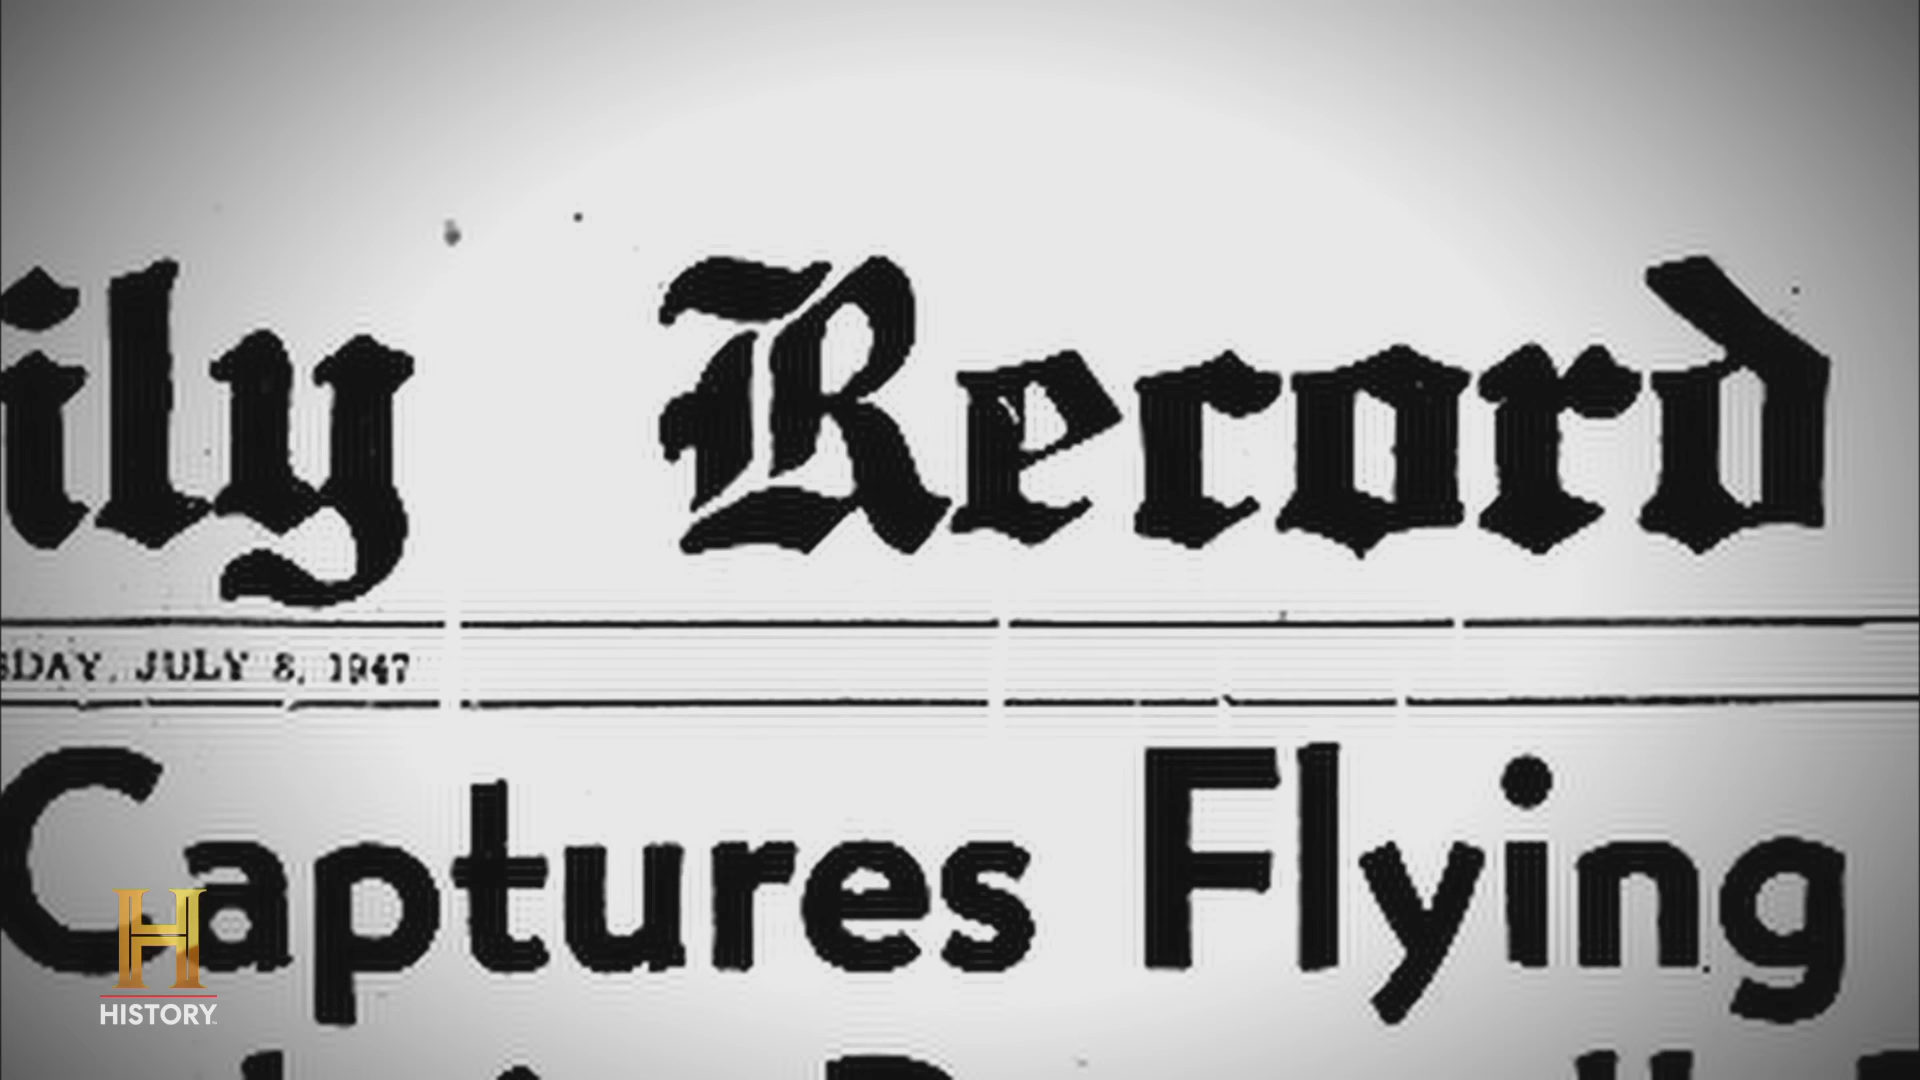 ily Record
SDAY, JULY 8, 1947
Captures Flying
HISTORY